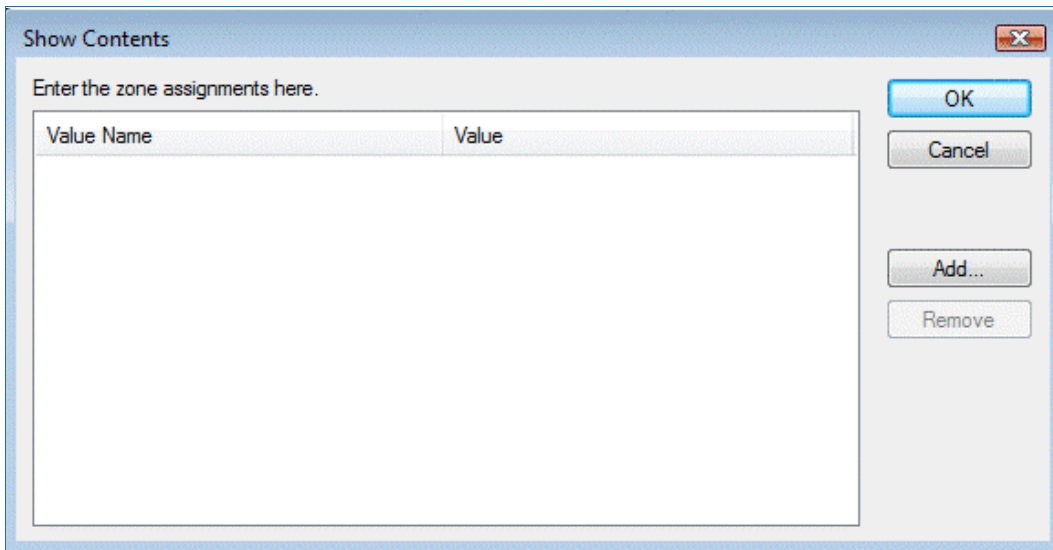 Show Contents
Enter the zone assignments here.
Value Name Value
OK
Cancel
Add...
Remove